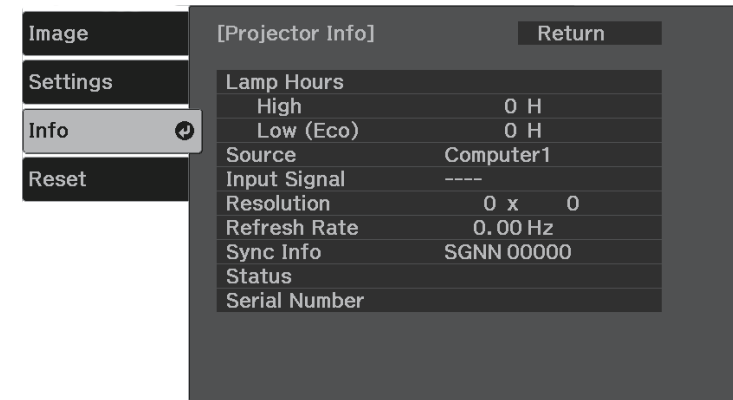 Image
Settings
Info
Reset
[Projector Info] Return
Lamp Hours
High 0 H
Low (Eco) 0 H
Source Computer1
Input Signal ----
Resolution 0 x 0
Refresh Rate 0.00 Hz
Sync Info SGNN 00000
Status
Serial Number